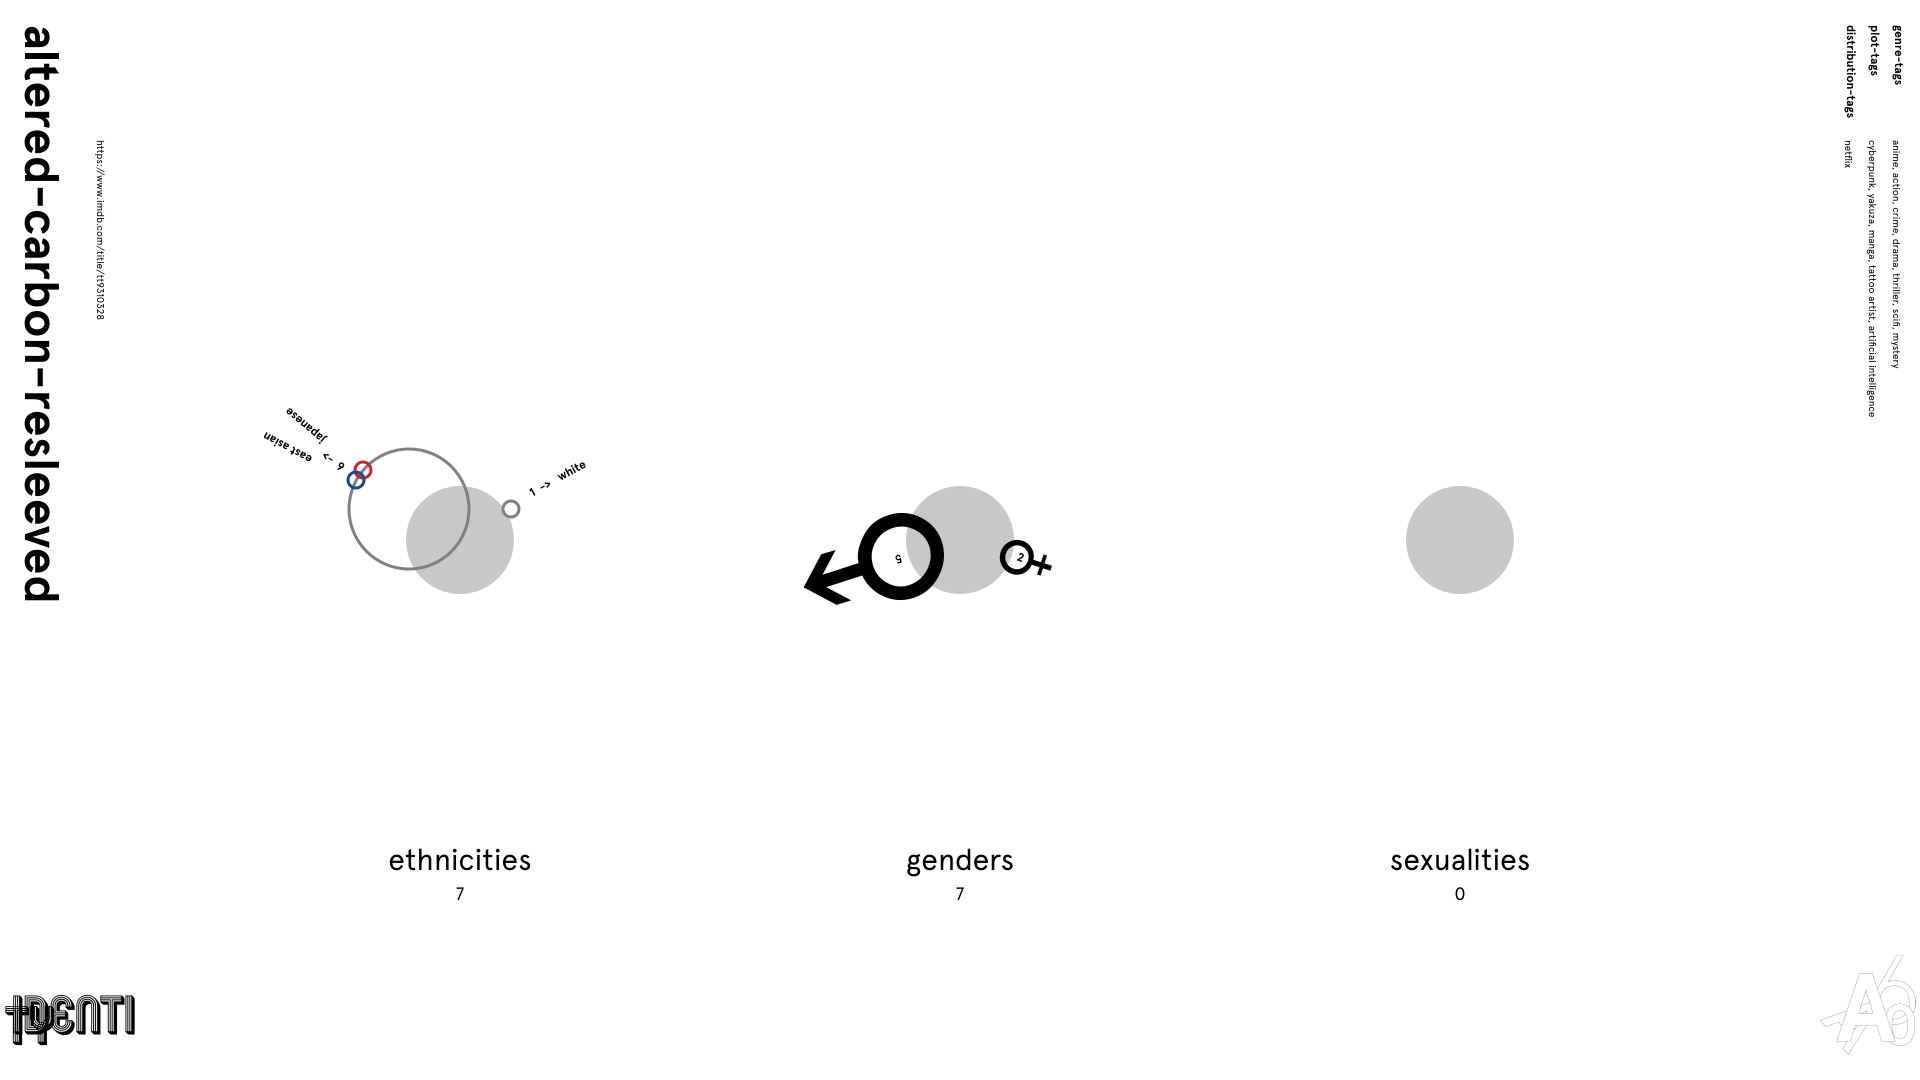 altered-carbon-resleeved
https://www.imdb.com/title/tt9310328
genre-tags
anime, action, crime, drama, thriller, scifi, mystery
plot-tags
cyberpunk, yakuza, manga, tattoo artist, artificial intelligence
distribution-tags
netflix
6 -> japanese
east asian
1 -> white
5
2
ethnicities
7
genders
7
sexualities
0
IDENTI